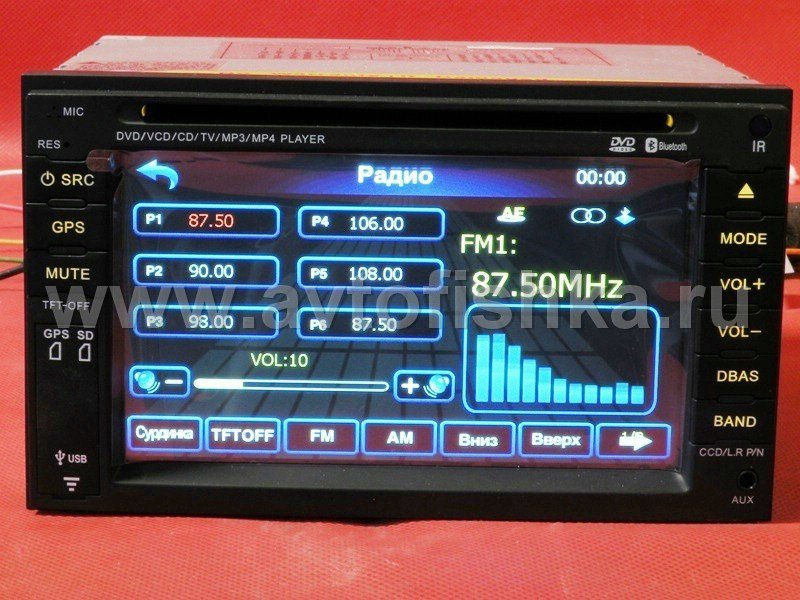 MIC
DVD/VCD/CD/TV/MP3/MP4 PLAYER
DVD VIDEO
Bluetooth
IR
RES
SRC
GPS
MUTE
TFT-OFF
GPS SD
USB
Радио
00:00
P1 87.50
P4 106.00
AE
FM1:
P2 90.00
P5 108.00
87.50MHz
P3 98.00
P6 87.50
VOL:10
−
+
Сурдинка
TFTOFF
FM
AM
Вниз
Вверх
MODE
VOL+
VOL−
DBAS
BAND
CCD/L.R P/N
AUX
www.avtofishka.ru